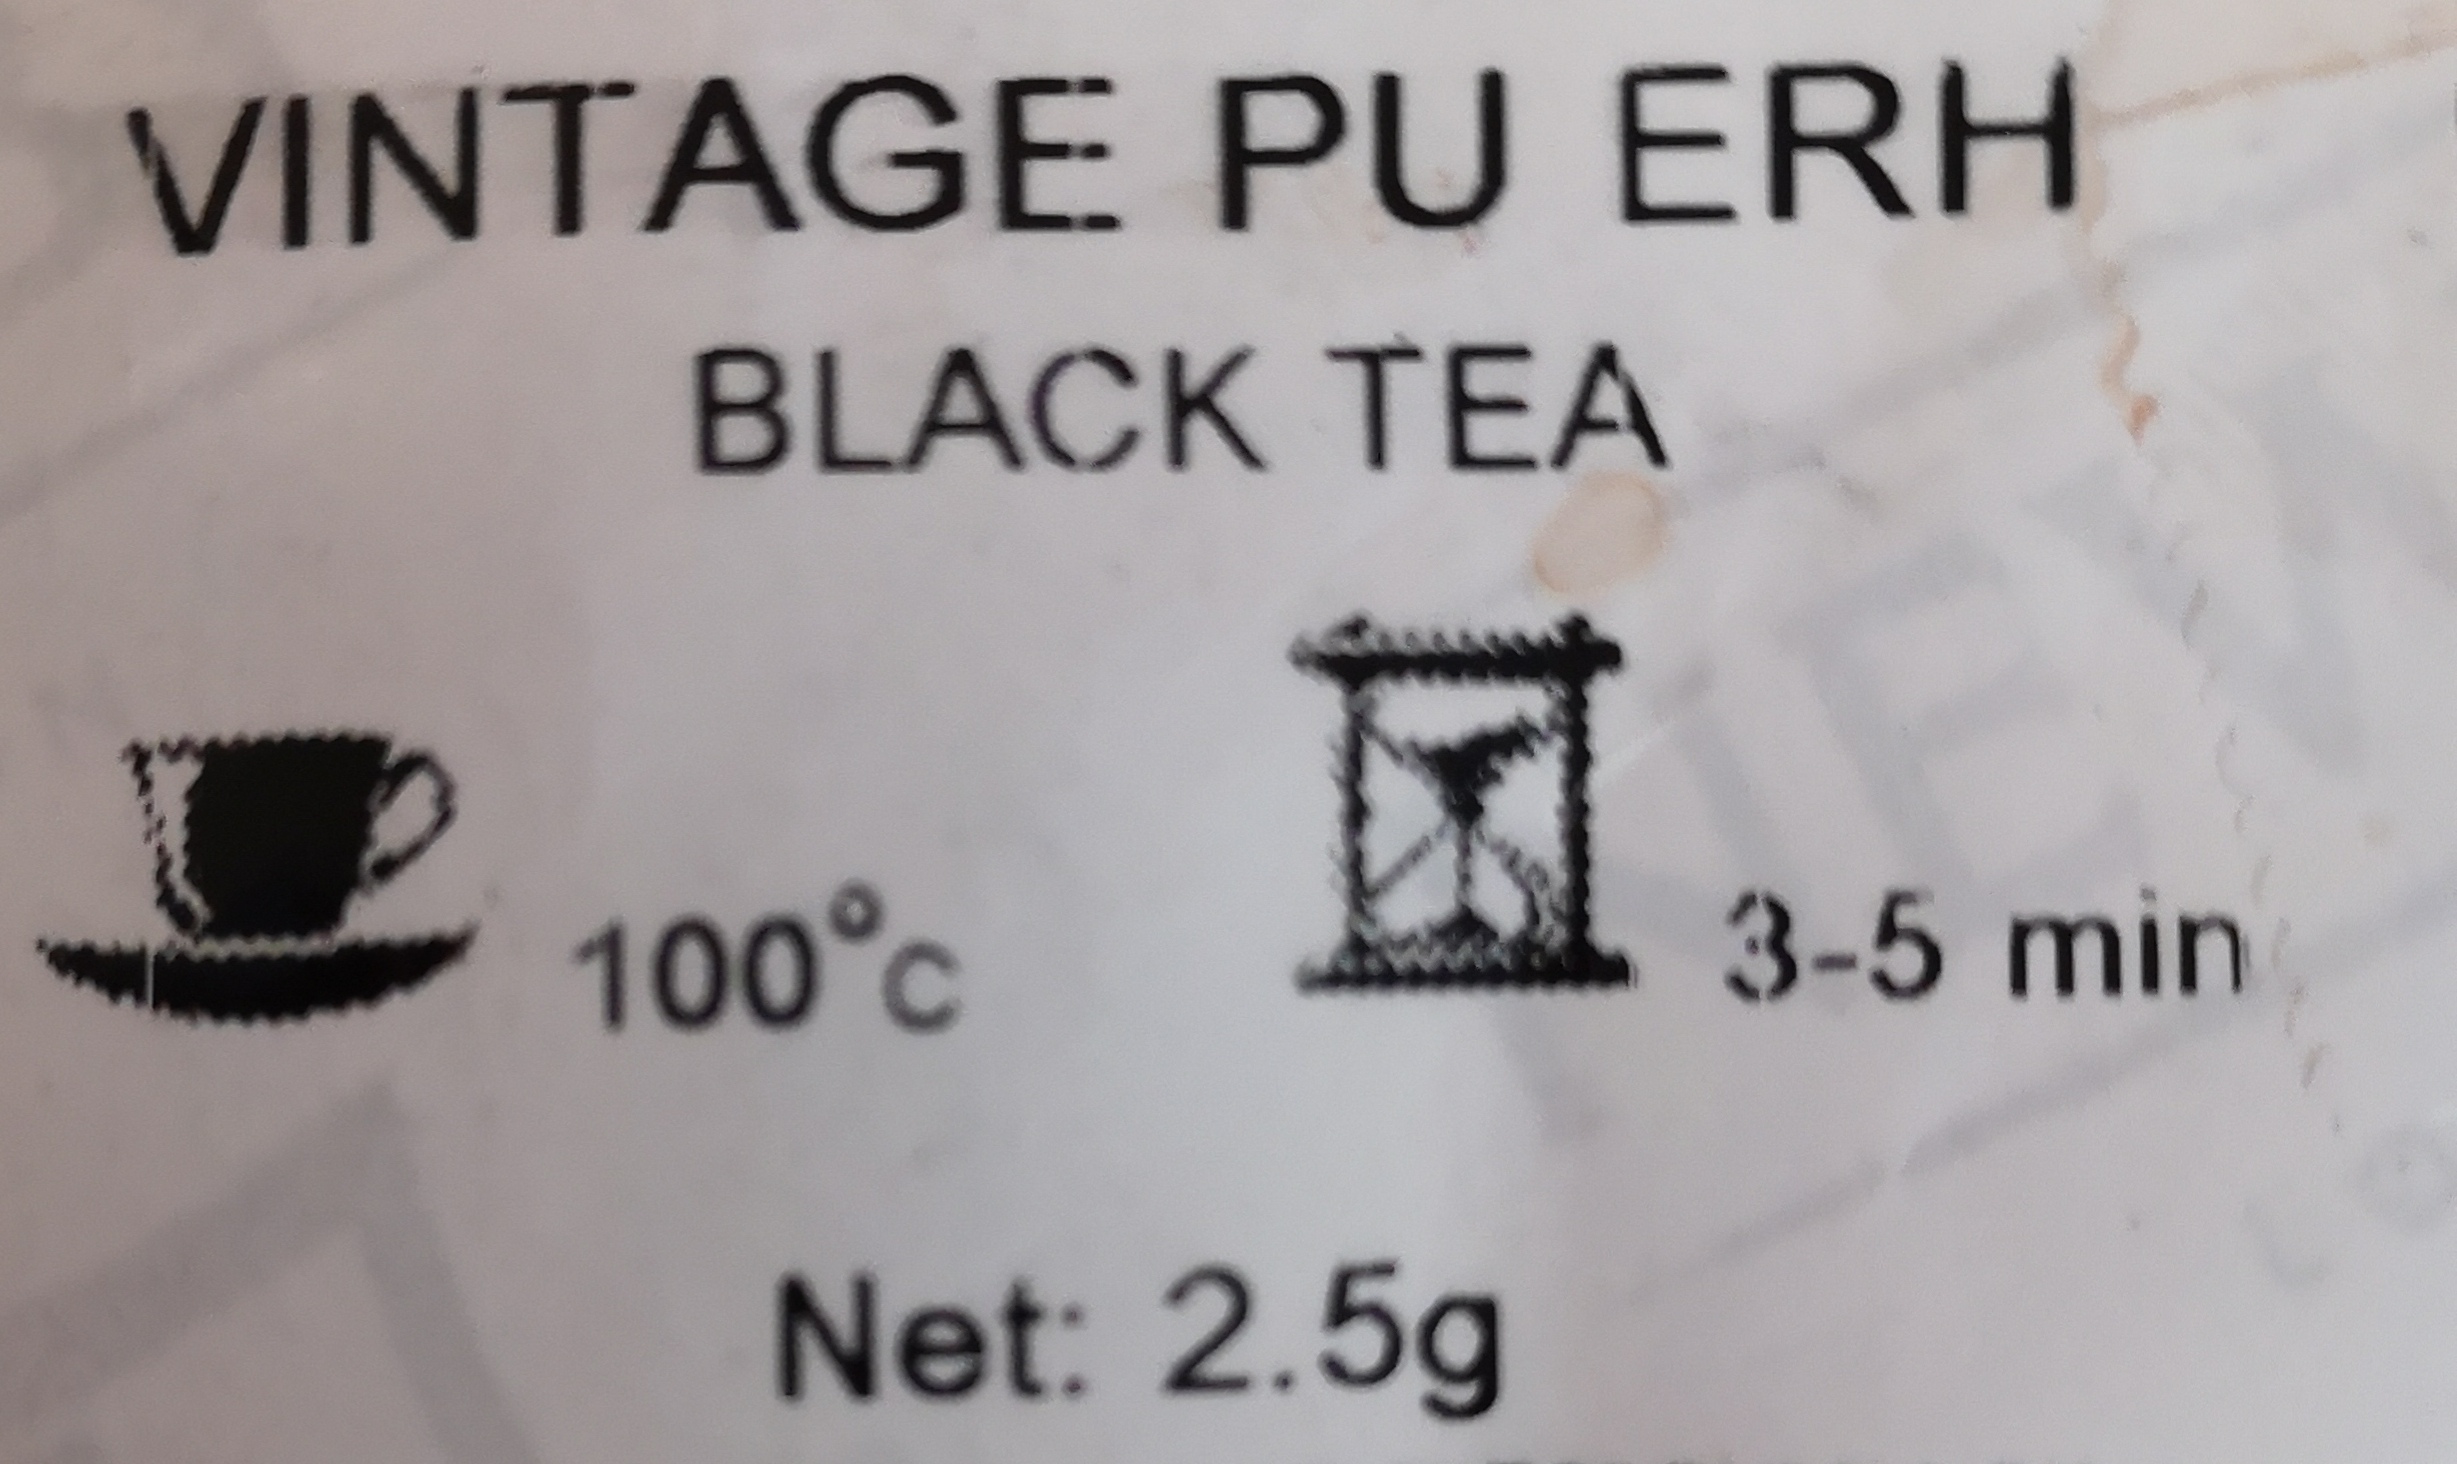 VINTAGE PU ERH
BLACK TEA
100°c 3-5 min
Net: 2.5g